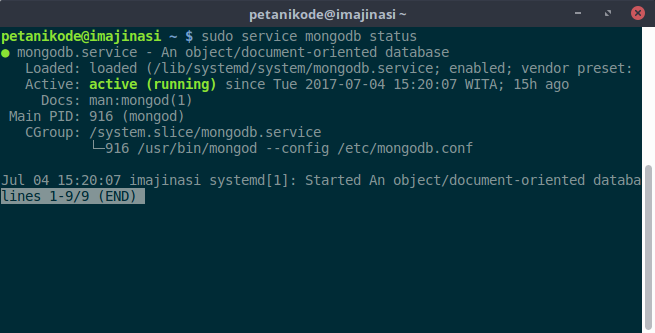 petanikode@imajinasi ~
petanikode@imajinasi ~ $ sudo service mongodb status
● mongodb.service - An object/document-oriented database
   Loaded: loaded (/lib/systemd/system/mongodb.service; enabled; vendor preset:
   Active: active (running) since Tue 2017-07-04 15:20:07 WITA; 15h ago
     Docs: man:mongod(1)
 Main PID: 916 (mongod)
   CGroup: /system.slice/mongodb.service
           └─916 /usr/bin/mongod --config /etc/mongodb.conf

Jul 04 15:20:07 imajinasi systemd[1]: Started An object/document-oriented databa
lines 1-9/9 (END)